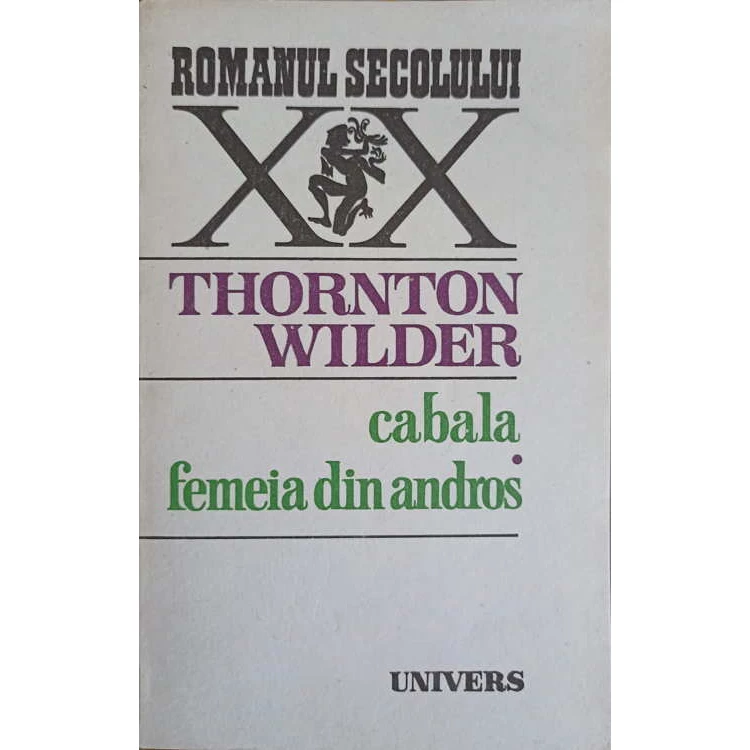 ROMANUL SECOLULUI
XX
THORNTON
WILDER
cabala
•
femeia din andros
UNIVERS